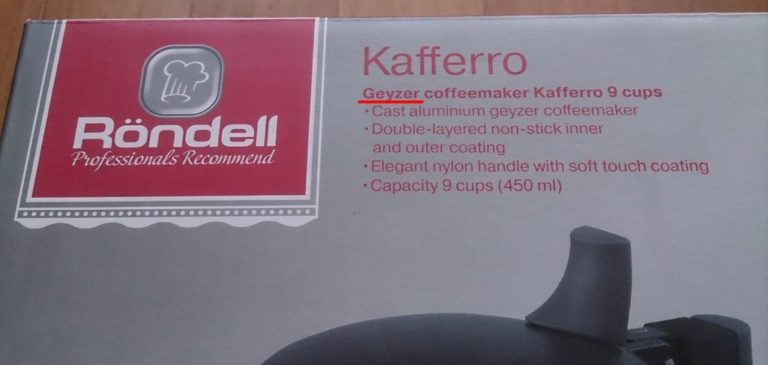 Röndell
Professionals Recommend
Kafferro
Geyzer coffeemaker Kafferro 9 cups
• Cast aluminium geyzer coffeemaker
• Double-layered non-stick inner
and outer coating
• Elegant nylon handle with soft touch coating
• Capacity 9 cups (450 ml)